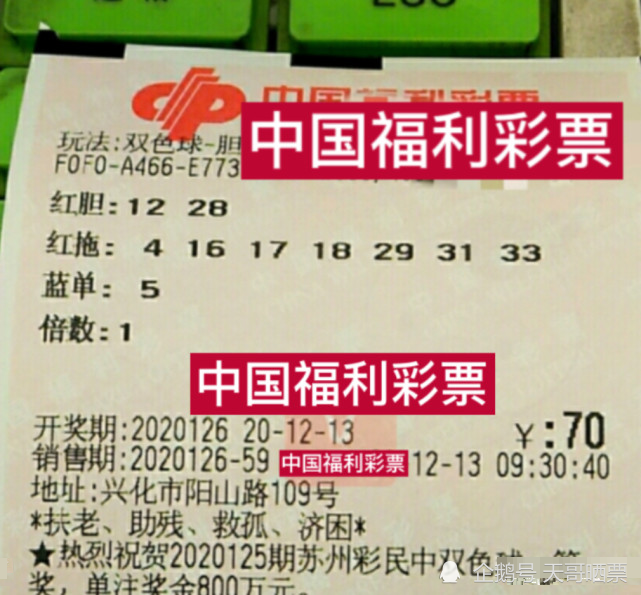 中国福利彩票
中国福利彩票
玩法:双色球-胆
F0F0-A466-E773
红胆:12 28
红拖: 4 16 17 18 29 31 33
蓝单: 5
倍数:1
中国福利彩票
开奖期:2020126 20-12-13 ¥:70
销售期:2020126-59 中国福利彩票 12-13 09:30:40
地址:兴化市阳山路109号
*扶老、助残、救孤、济困*
★热烈祝贺2020125期苏州彩民中双色球一等
奖,单注奖金800万元。
企鹅号 天哥晒票